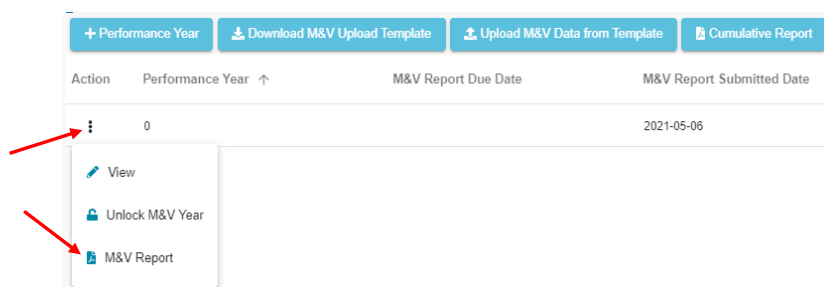 + Performance Year Download M&V Upload Template Upload M&V Data from Template Cumulative Report
Action Performance Year ↑ M&V Report Due Date M&V Report Submitted Date
0 2021-05-06
View
Unlock M&V Year
M&V Report